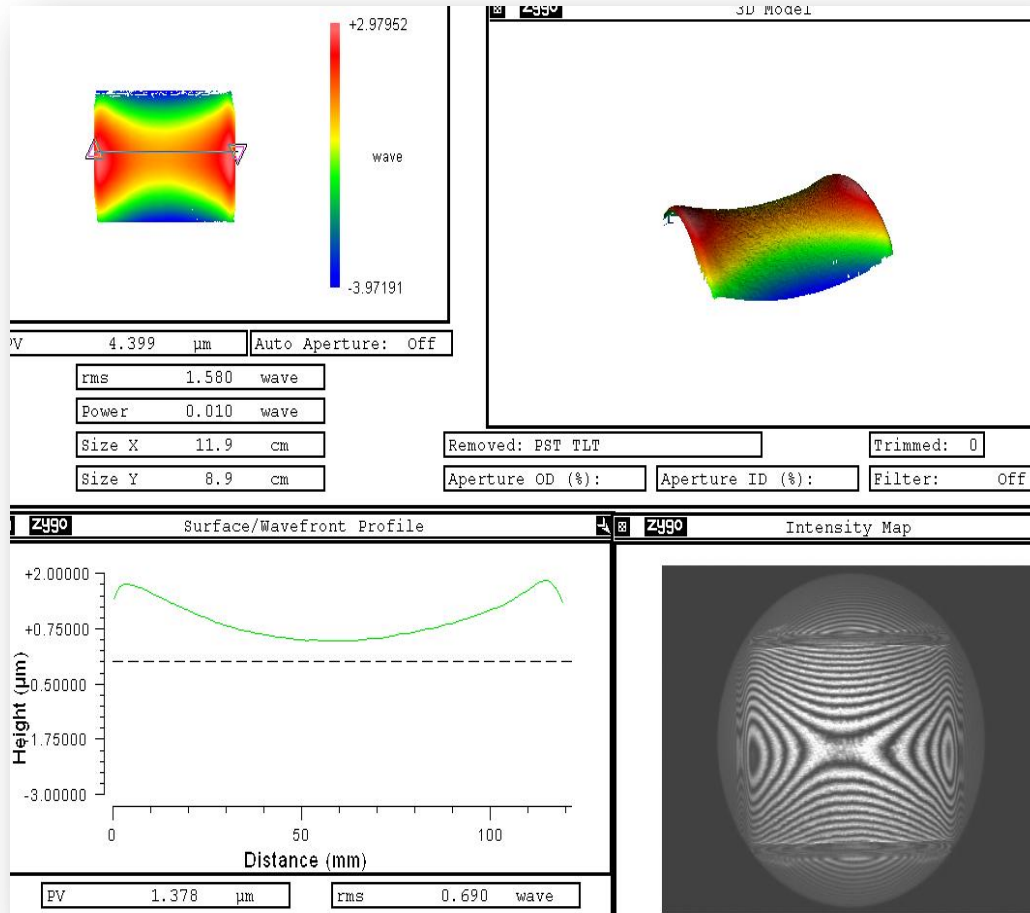 +2.97952
wave
-3.97191
zygo
3D Model
PV 4.399 µm
Auto Aperture: Off
rms 1.580 wave
Power 0.010 wave
Size X 11.9 cm
Size Y 8.9 cm
Removed: PST TLT
Trimmed: 0
Aperture OD (%):
Aperture ID (%):
Filter: Off
zygo Surface/Wavefront Profile
+2.00000
+0.75000
-0.50000
-1.75000
-3.00000
Height (µm)
0 50 100
Distance (mm)
PV 1.378 µm
rms 0.690 wave
zygo Intensity Map